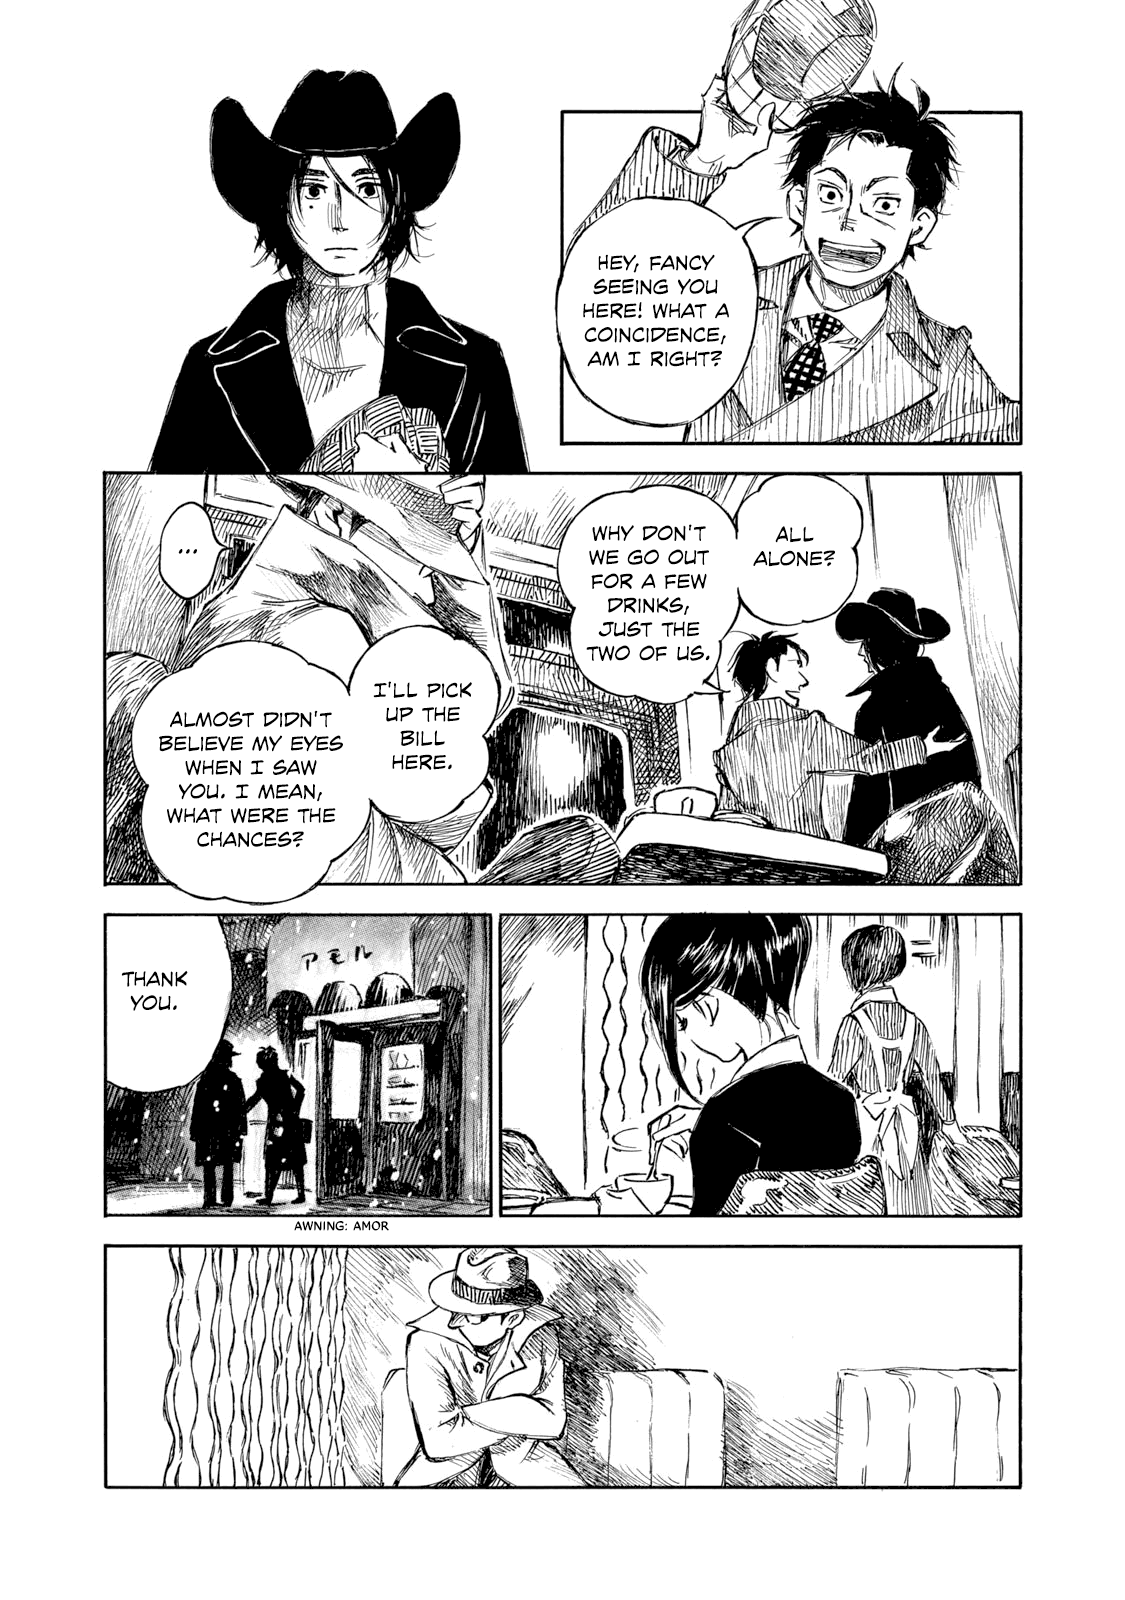 HEY, FANCY
SEEING YOU
HERE! WHAT A
COINCIDENCE,
AM I RIGHT?
ALL
ALONE?
WHY DON'T
WE GO OUT
FOR A FEW
DRINKS,
JUST THE
TWO OF US.
I'LL PICK
UP THE
BILL
HERE.
...
ALMOST DIDN'T
BELIEVE MY EYES
WHEN I SAW
YOU. I MEAN,
WHAT WERE THE
CHANCES?
THANK
YOU.
アモル
AWNING: AMOR